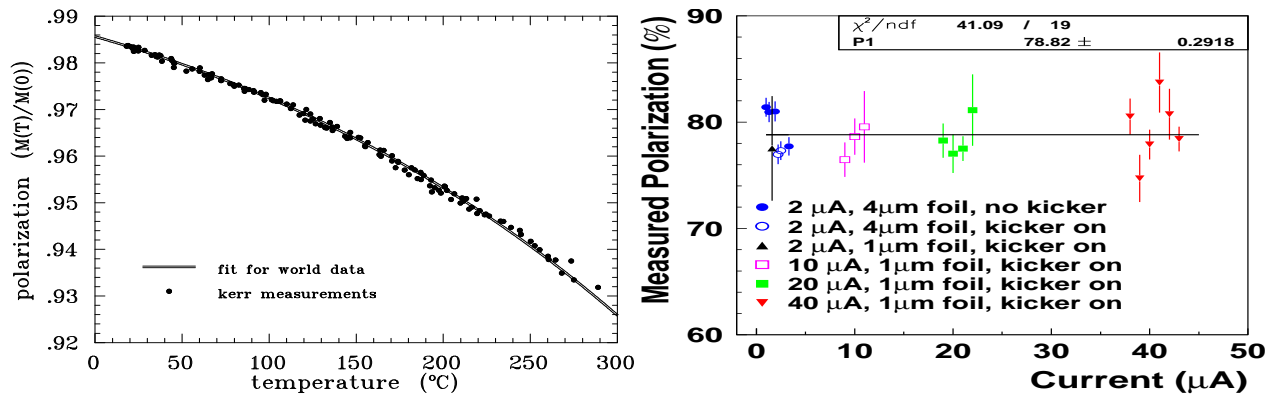 polarization (M(T)/M(0))
.99
.98
.97
.96
.95
.94
.93
.92
fit for world data
kerr measurements
0
50
100
150
200
250
300
temperature (ºC)
Measured Polarization (%)
90
80
70
60
χ²/ndf 41.09 / 19
P1 78.82 ± 0.2918
2 μA, 4μm foil, no kicker
2 μA, 4μm foil, kicker on
2 μA, 1μm foil, kicker on
10 μA, 1μm foil, kicker on
20 μA, 1μm foil, kicker on
40 μA, 1μm foil, kicker on
0
10
20
30
40
50
Current (μA)